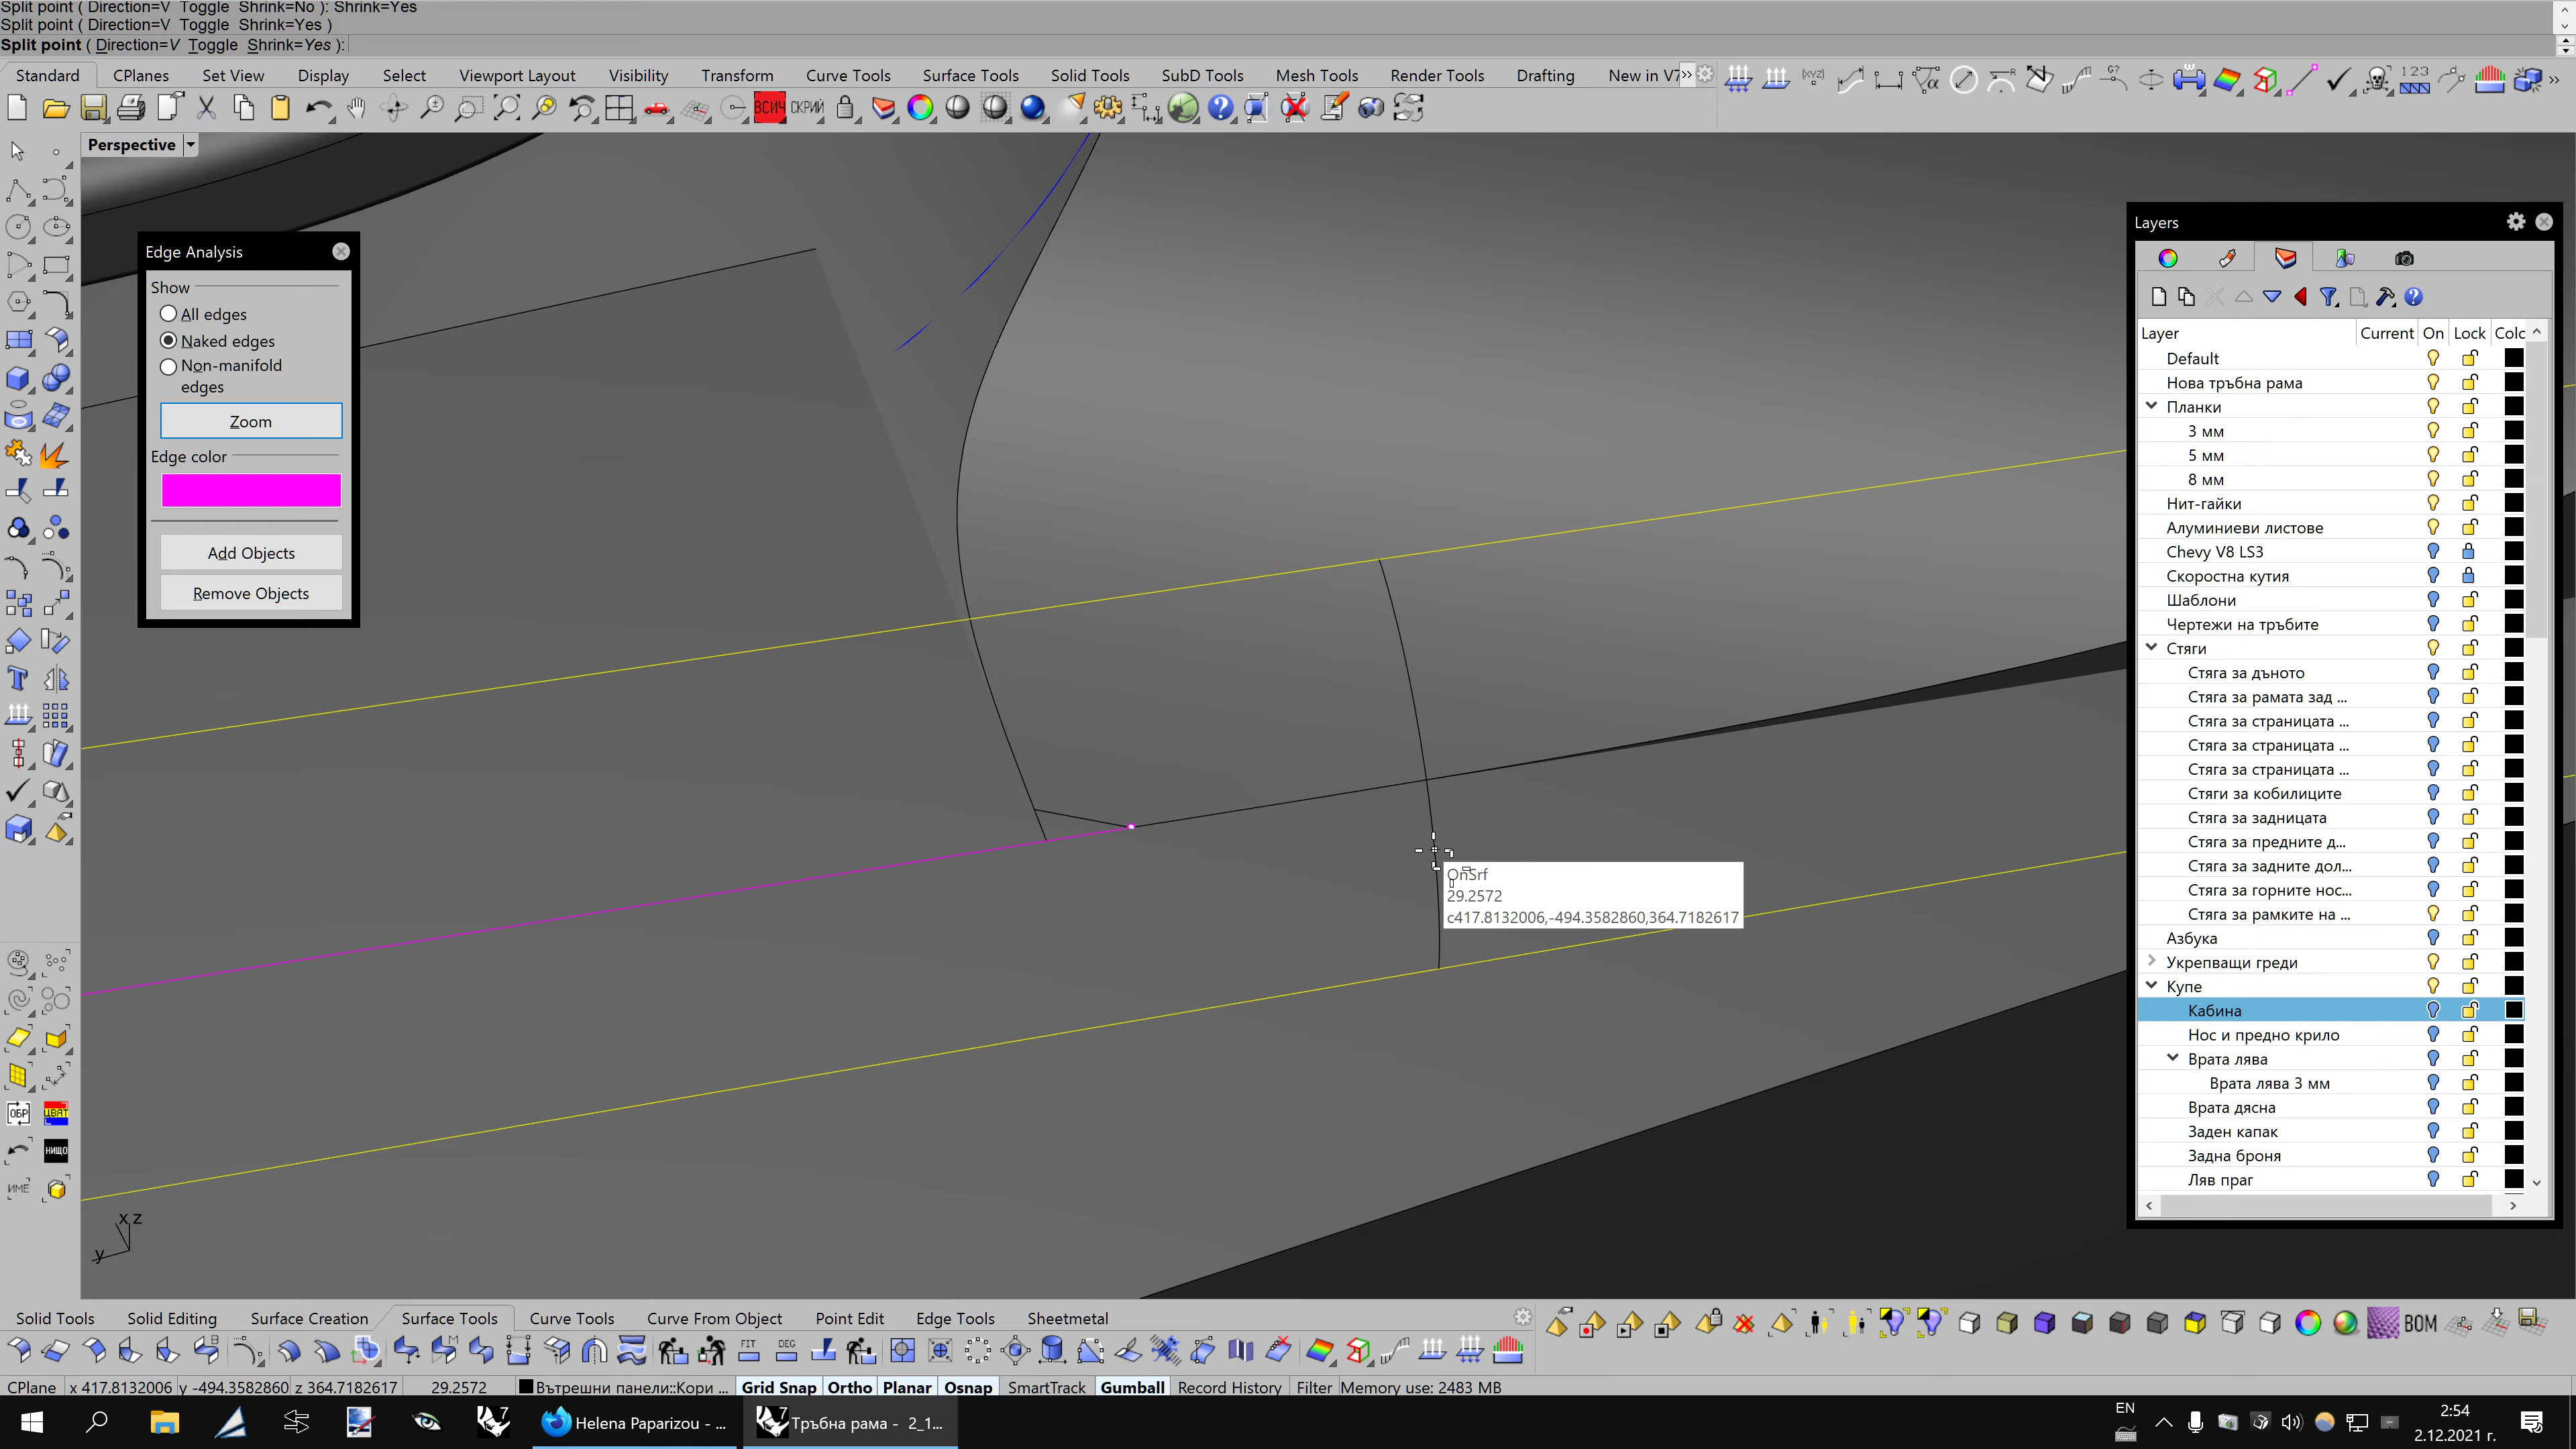 Split point ( Direction=V  Toggle  Shrink=No ): Shrink=Yes
Split point ( Direction=V  Toggle  Shrink=Yes )
Split point ( Direction=V  Toggle  Shrink=Yes ):
Standard CPlanes Set View Display Select Viewport Layout Visibility Transform Curve Tools Surface Tools Solid Tools SubD Tools Mesh Tools Render Tools Drafting New in V7
ВСИЧ СКРИЙ
Perspective
Edge Analysis
Show
All edges
Naked edges
Non-manifold
edges
Zoom
Edge color
Add Objects
Remove Objects
OnSrf
29.2572
c417.8132006,-494.3582860,364.7182617
x z
y
Layers
Layer Current On Lock Colc
Default
Нова тръбна рама
Планки
3 мм
5 мм
8 мм
Нит-гайки
Алуминиеви листове
Chevy V8 LS3
Скоростна кутия
Шаблони
Чертежи на тръбите
Стяги
Стяга за дъното
Стяга за рамата зад ...
Стяга за страницата ...
Стяга за страницата ...
Стяга за страницата ...
Стяги за кобилиците
Стяга за задницата
Стяга за предните д...
Стяга за задните дол...
Стяга за горните нос...
Стяга за рамките на ...
Азбука
Укрепващи греди
Купе
Кабина
Нос и предно крило
Врата лява
Врата лява 3 мм
Врата дясна
Заден капак
Задна броня
Ляв праг
ОБР ЦВЯТ
НИЩО
ИМЕ
Solid Tools Solid Editing Surface Creation Surface Tools Curve Tools Curve From Object Point Edit Edge Tools Sheetmetal
BOM
FIT DEG
CPlane x 417.8132006 y -494.3582860 z 364.7182617 29.2572 Вътрешни панели::Кори ... Grid Snap Ortho Planar Osnap SmartTrack Gumball Record History Filter Memory use: 2483 MB
Helena Paparizou - ... Тръбна рама -  2_1...
EN
2:54
2.12.2021 г.